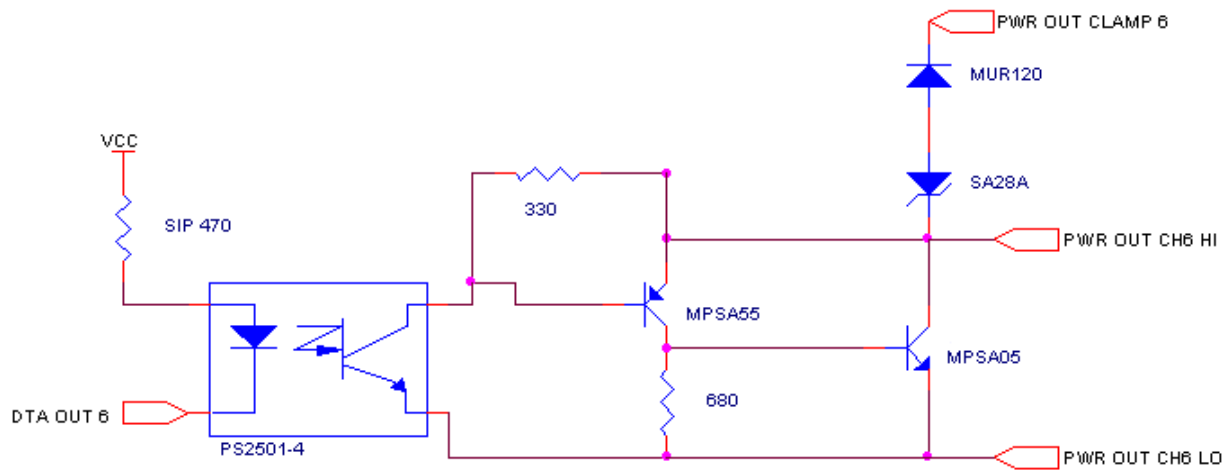 PWR OUT CLAMP 6
MUR120
VCC
SA28A
330
SIP 470
PWR OUT CH6 HI
MPSA55
MPSA05
680
DTA OUT 6
PS2501-4
PWR OUT CH6 LO